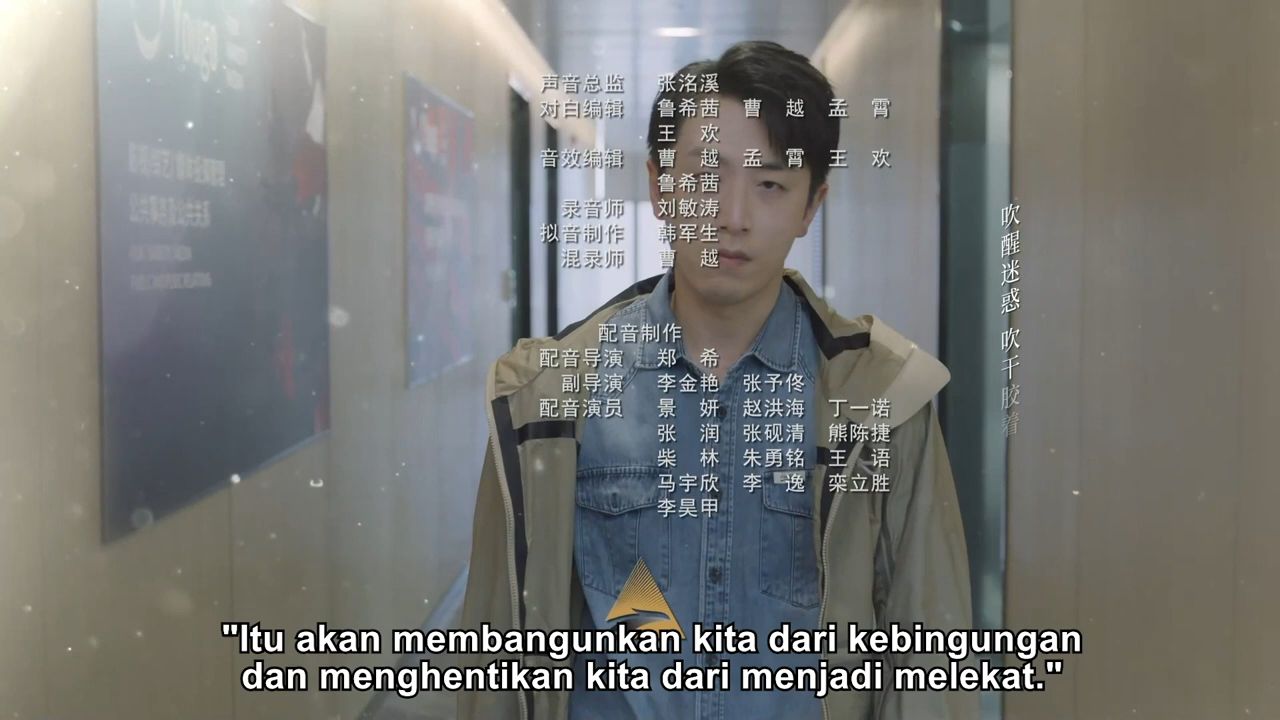 声音总监 张洺溪
对白编辑 鲁希茜 曹越 孟霄
王欢
音效编辑 曹越 孟霄 王欢
鲁希茜
录音师 刘敏涛
拟音制作 韩军生
混录师 曹越
配音制作
配音导演 郑希
副导演 李金艳 张予佟
配音演员 景妍 赵洪海 丁一诺
张润 张砚清 熊陈捷
柴林 朱勇铭 王语
马宇欣 李逸 栾立胜
李昊甲
吹醒迷惑 吹干胶着
"Itu akan membangunkan kita dari kebingungan
dan menghentikan kita dari menjadi melekat."